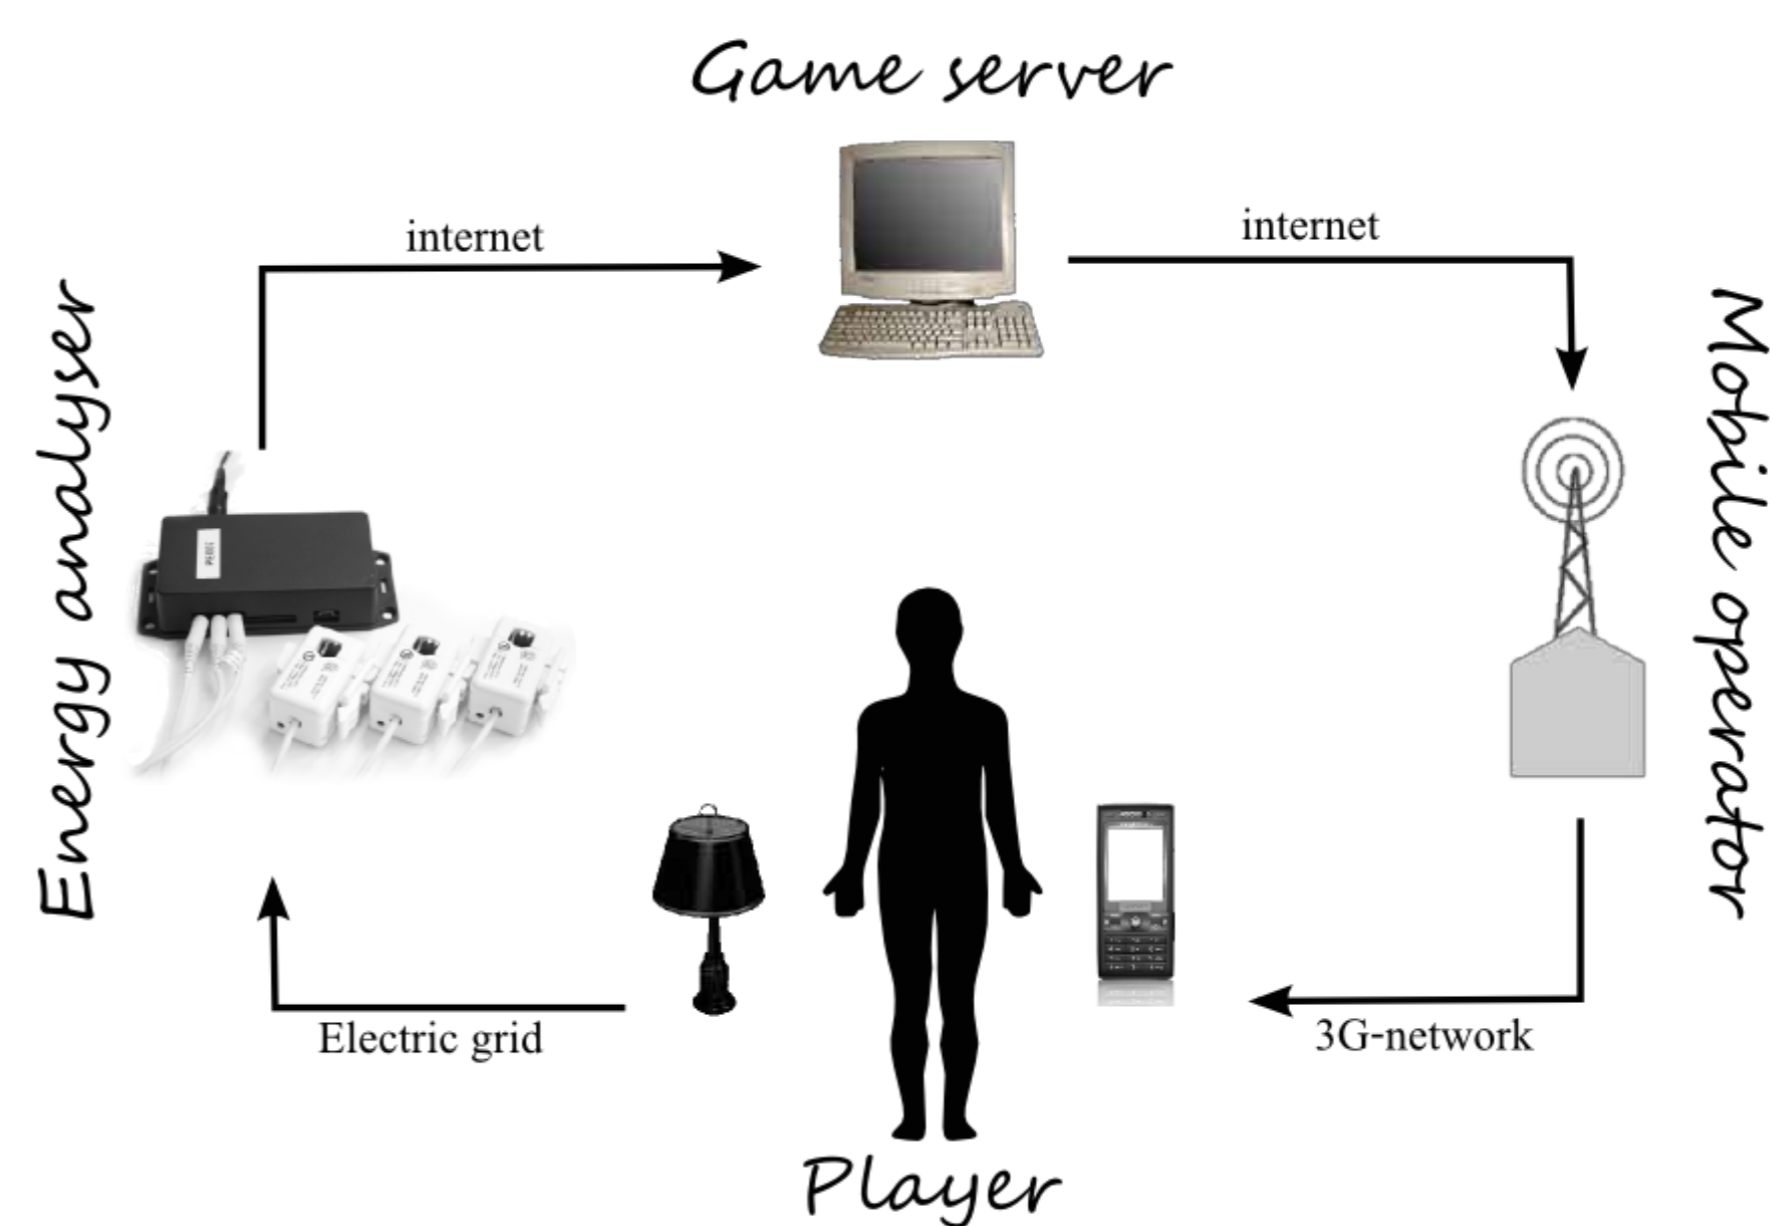 Game server
internet
internet
Energy analyser
Mobile operator
Electric grid
3G-network
Player